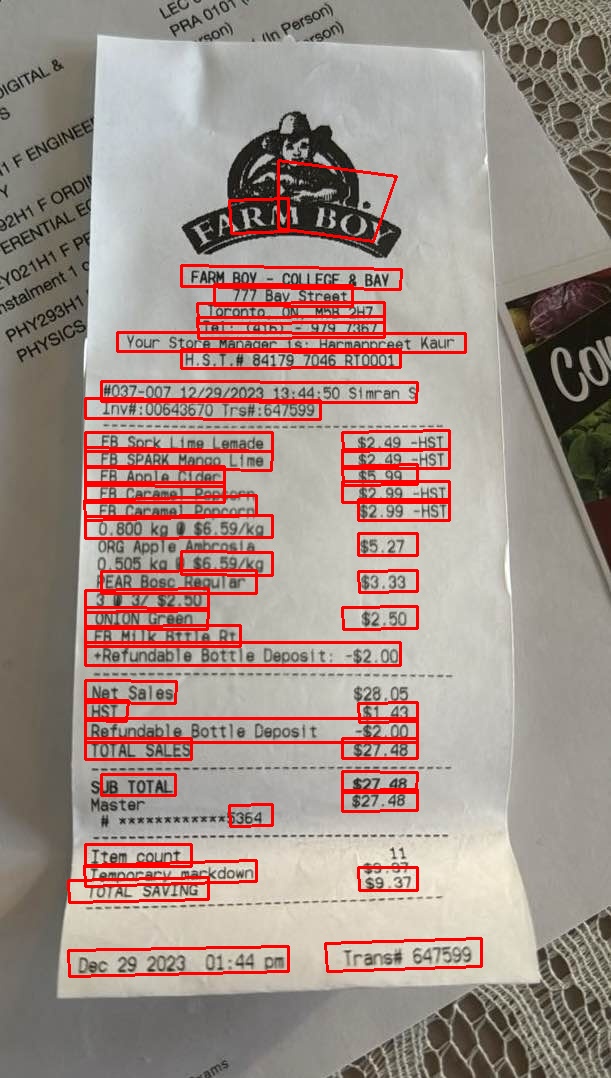 LEC
PRA 0101 (In Person)
rson)
(In Person)
rson)
DIGITAL &
S
H1 F ENGINEE
Y
92H1 F ORDIN
FERENTIAL EQ
Y021H1 F
nstalment 1
PHY293H1
PHYSICS
FARM BOY
FARM BOY - COLLEGE & BAY
777 Bay Street
Toronto, ON, M5B 2H7
Tel: (416) - 979 7367
Your Store Manager is: Harmanpreet Kaur
H.S.T.# 84179 7046 RT0001
#037-007 12/29/2023 13:44:50 Simran S
Inv#:00643670 Trs#:647599
FB Sprk Lime Lemade $2.49 -HST
FB SPARK Mango Lime $2.49 -HST
FB Apple Cider $5.99
FB Caramel Popcorn $2.99 -HST
FB Caramel Popcorn $2.99 -HST
0.800 kg @ $6.59/kg
ORG Apple Ambrosia $5.27
0.505 kg @ $6.59/kg
PEAR Bosc Regular $3.33
3 @ 3/ $2.50
ONION Green $2.50
FB Milk Bttle Rt
+Refundable Bottle Deposit: -$2.00
Net Sales $28.05
HST $1.43
Refundable Bottle Deposit -$2.00
TOTAL SALES $27.48
SUB TOTAL $27.48
Master $27.48
# ************5364
Item count 11
Temporary markdown $9.37
TOTAL SAVING $9.37
Dec 29 2023 01:44 pm Trans# 647599
Cow
rams